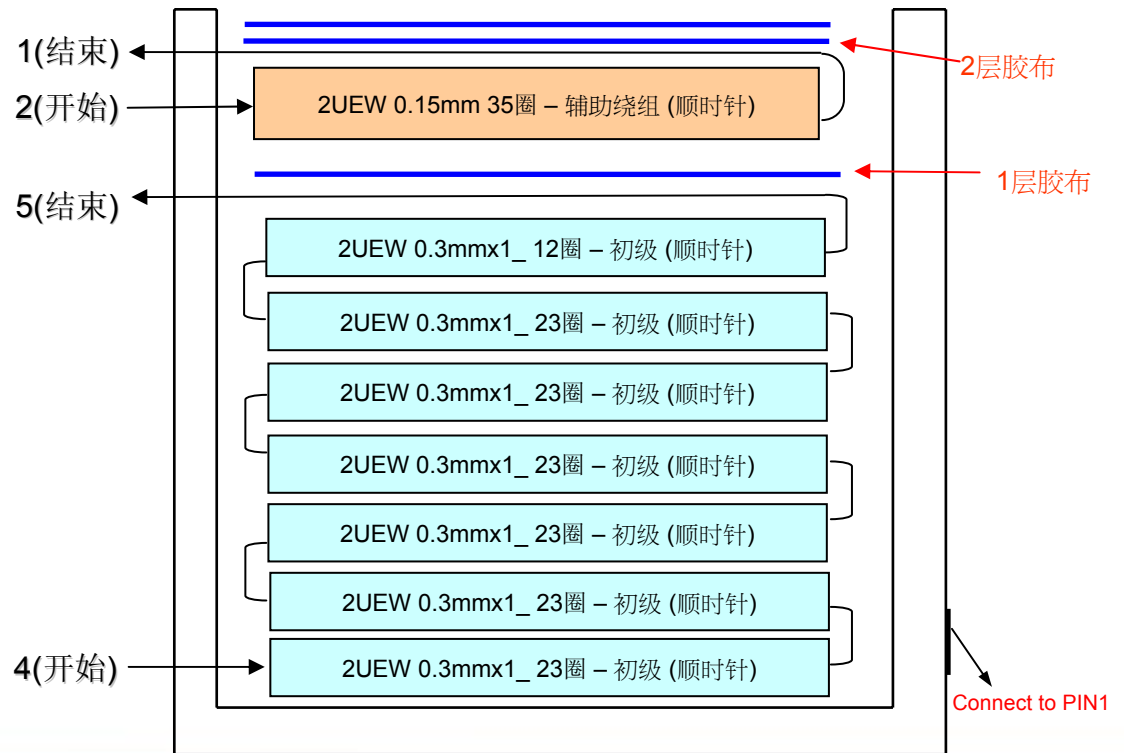 1(结束)
2层胶布
2(开始)
2UEW 0.15mm 35圈 – 辅助绕组 (顺时针)
1层胶布
5(结束)
2UEW 0.3mmx1_ 12圈 – 初级 (顺时针)
2UEW 0.3mmx1_ 23圈 – 初级 (顺时针)
2UEW 0.3mmx1_ 23圈 – 初级 (顺时针)
2UEW 0.3mmx1_ 23圈 – 初级 (顺时针)
2UEW 0.3mmx1_ 23圈 – 初级 (顺时针)
2UEW 0.3mmx1_ 23圈 – 初级 (顺时针)
4(开始)
2UEW 0.3mmx1_ 23圈 – 初级 (顺时针)
Connect to PIN1